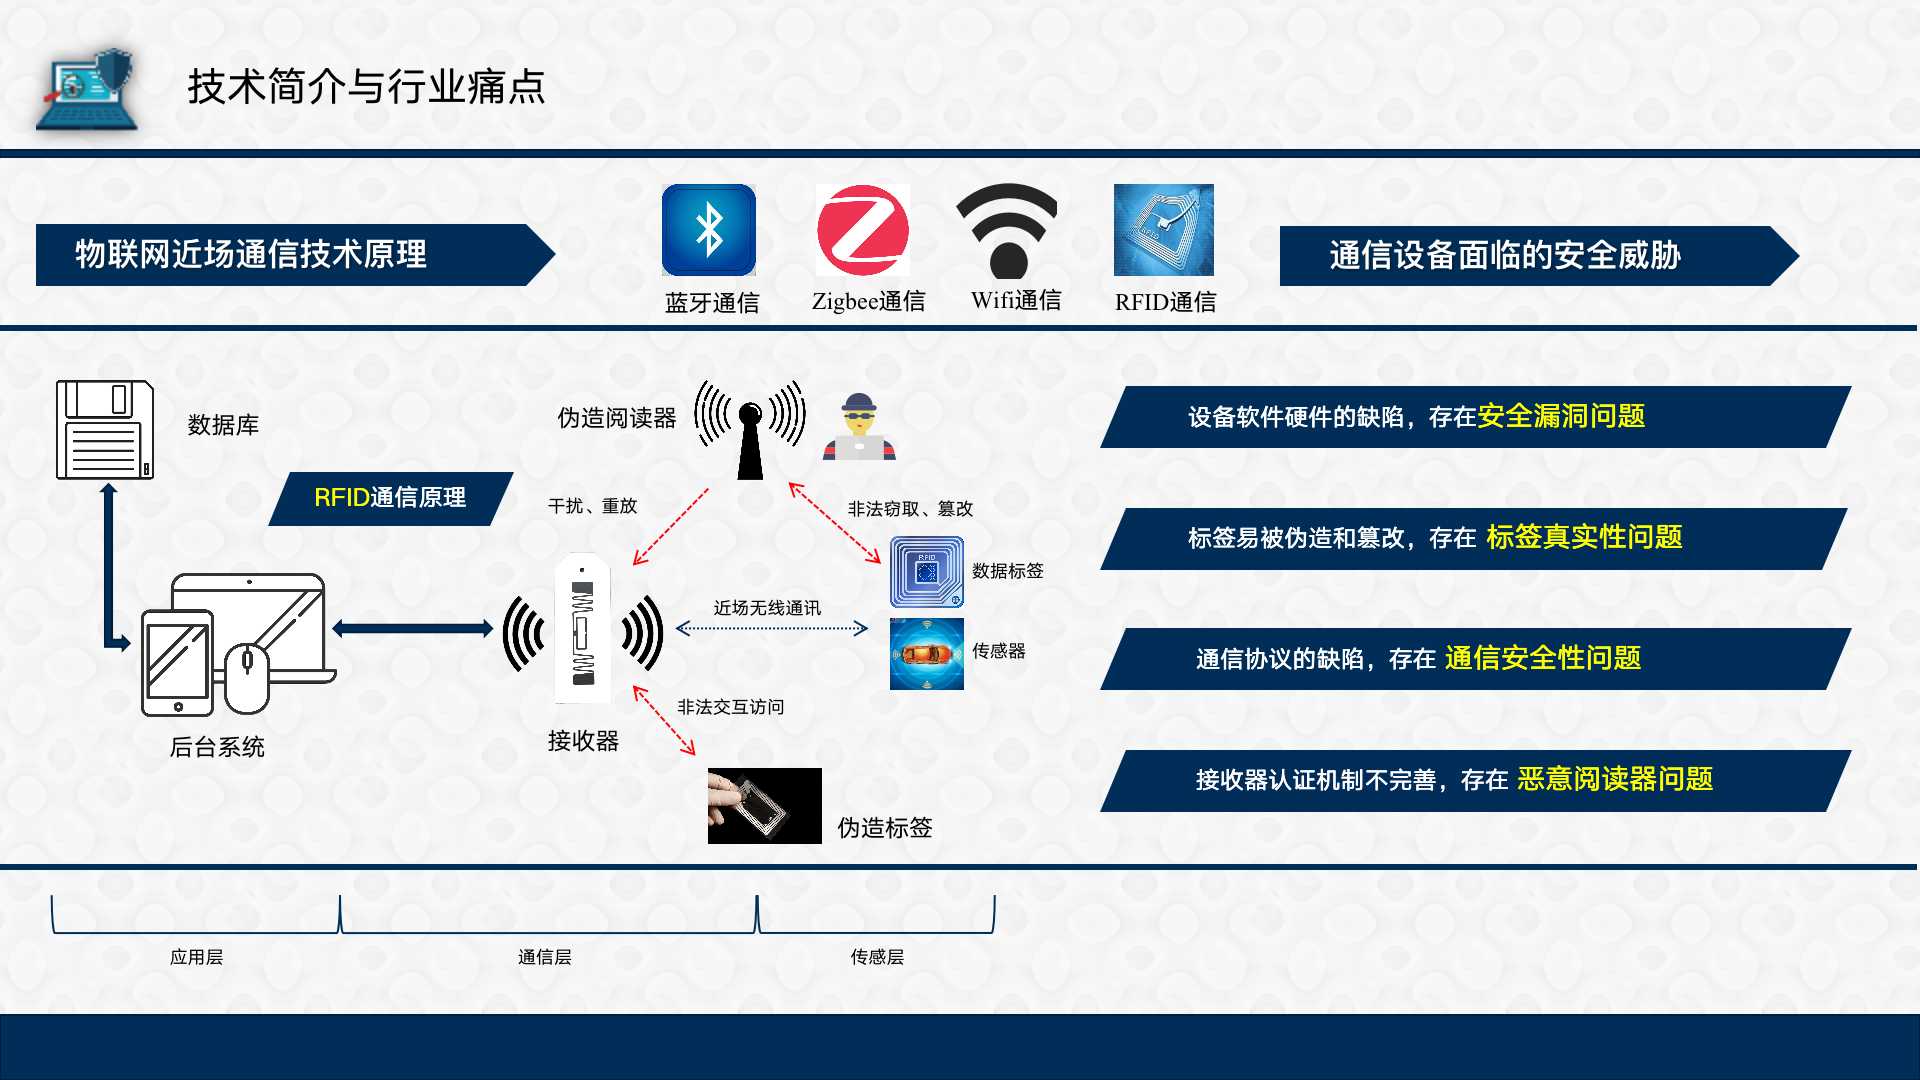 技术简介与行业痛点
物联网近场通信技术原理
蓝牙通信
Zigbee通信
Wifi通信
RFID通信
通信设备面临的安全威胁
数据库
RFID通信原理
后台系统
伪造阅读器
干扰、重放
非法窃取、篡改
RFID
数据标签
近场无线通讯
传感器
非法交互访问
接收器
伪造标签
设备软件硬件的缺陷，存在安全漏洞问题
标签易被伪造和篡改，存在 标签真实性问题
通信协议的缺陷，存在 通信安全性问题
接收器认证机制不完善，存在 恶意阅读器问题
应用层
通信层
传感层